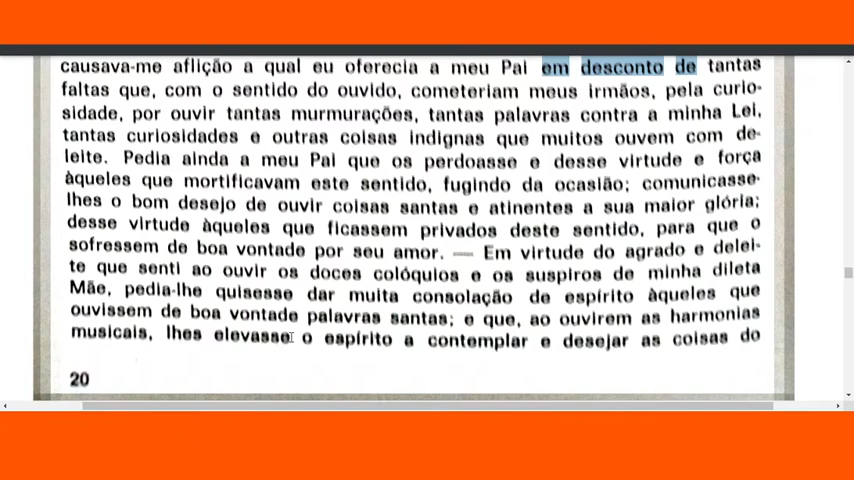 causava-me aflição a qual eu oferecia a meu Pai em desconto de tantas
faltas que, com o sentido do ouvido, cometeriam meus irmãos, pela curio-
sidade, por ouvir tantas murmurações, tantas palavras contra a minha Lei,
tantas curiosidades e outras coisas indignas que muitos ouvem com de-
leite. Pedia ainda a meu Pai que os perdoasse e desse virtude e força
àqueles que mortificavam este sentido, fugindo da ocasião; comunicasse-
lhes o bom desejo de ouvir coisas santas e atinentes a sua maior glória;
desse virtude àqueles que ficassem privados deste sentido, para que o
sofressem de boa vontade por seu amor. — Em virtude do agrado e delei-
te que senti ao ouvir os doces colóquios e os suspiros de minha dileta
Mãe, pedia-lhe quisesse dar muita consolação de espírito àqueles que
ouvissem de boa vontade palavras santas; e que, ao ouvirem as harmonias
musicais, lhes elevasse o espírito a contemplar e desejar as coisas do
20